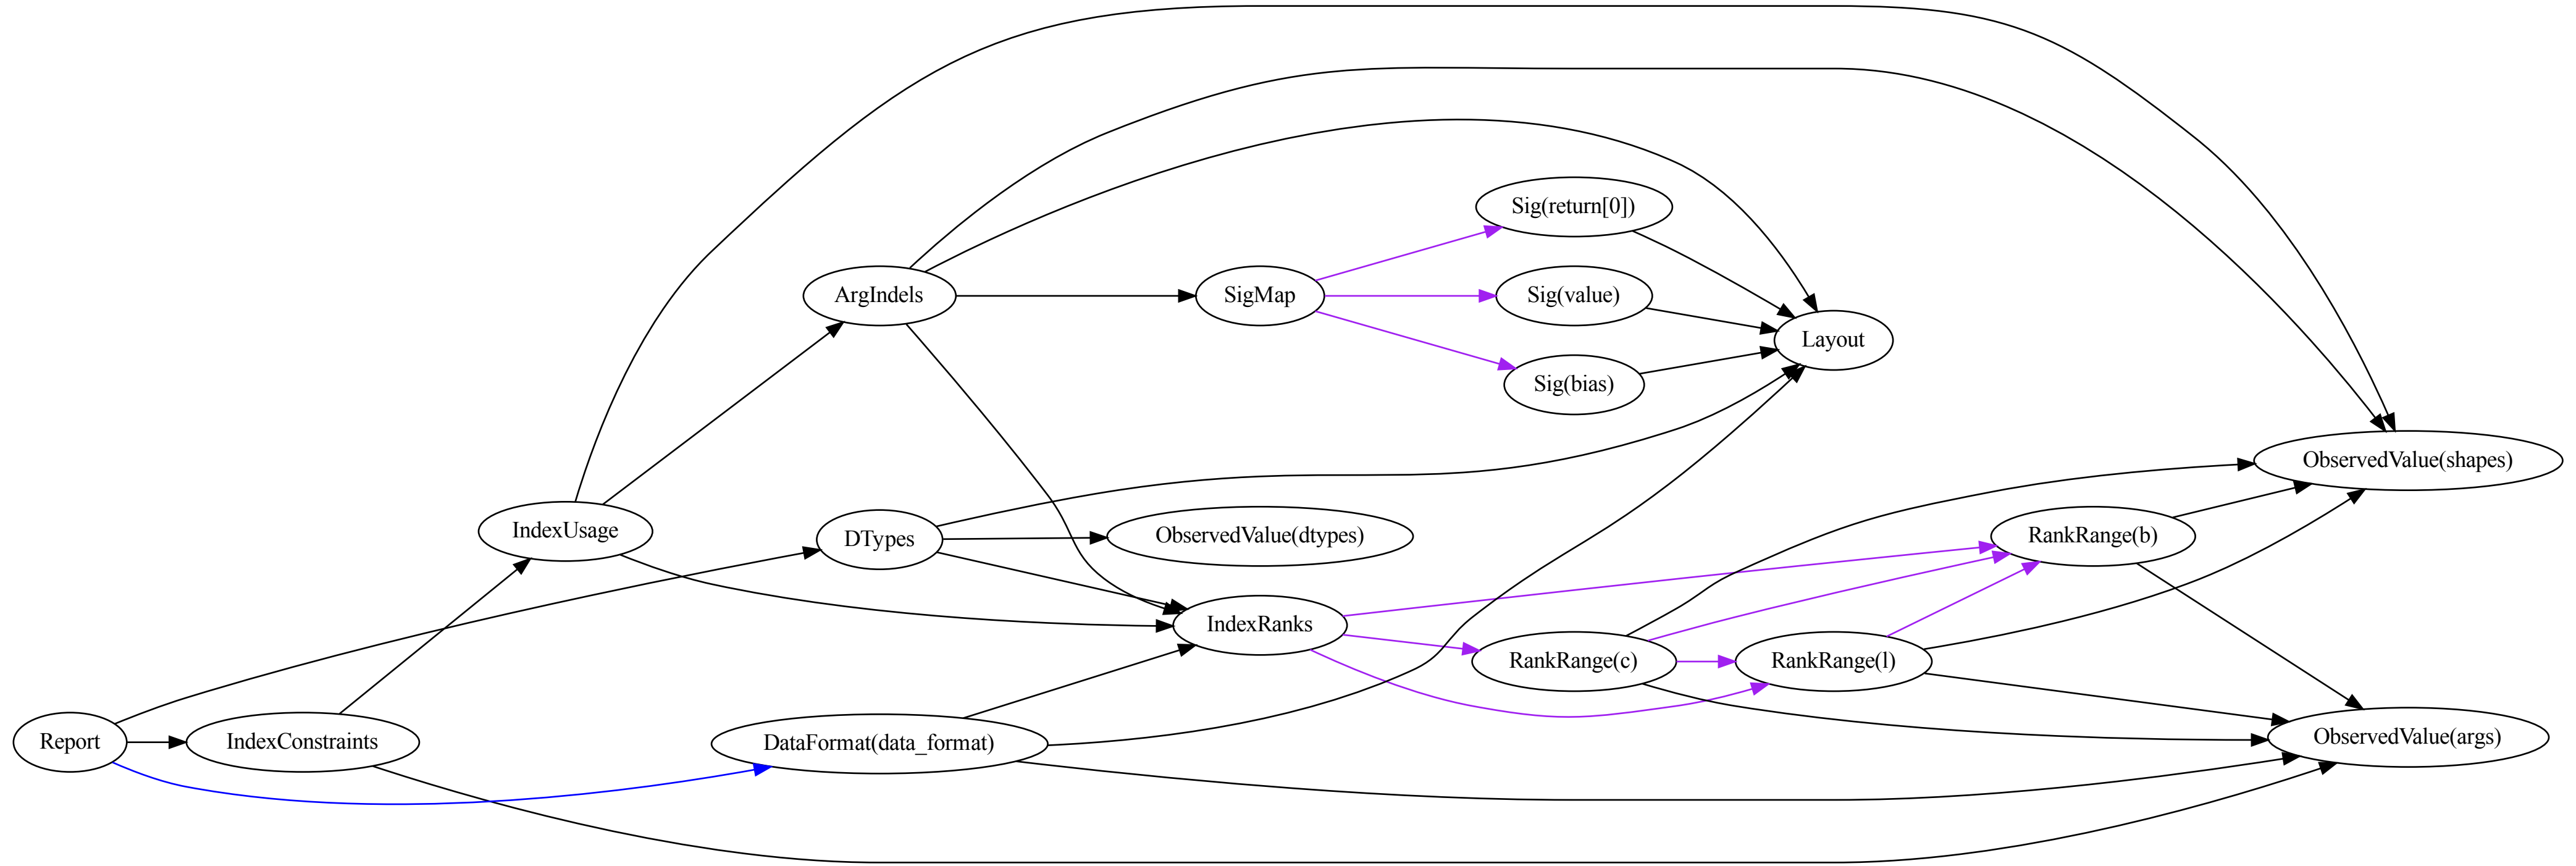 Report
IndexConstraints
IndexUsage
ArgIndels
DTypes
DataFormat(data_format)
SigMap
ObservedValue(dtypes)
IndexRanks
Sig(return[0])
Sig(value)
Sig(bias)
RankRange(c)
Layout
RankRange(l)
RankRange(b)
ObservedValue(shapes)
ObservedValue(args)